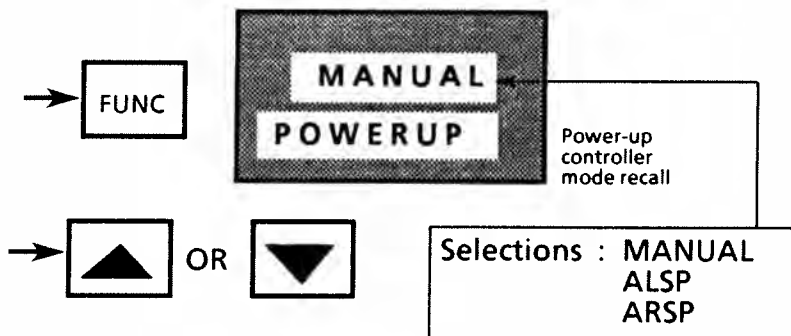 FUNC
MANUAL
POWERUP
Power-up
controller
mode recall
OR
Selections : MANUAL
ALSP
ARSP